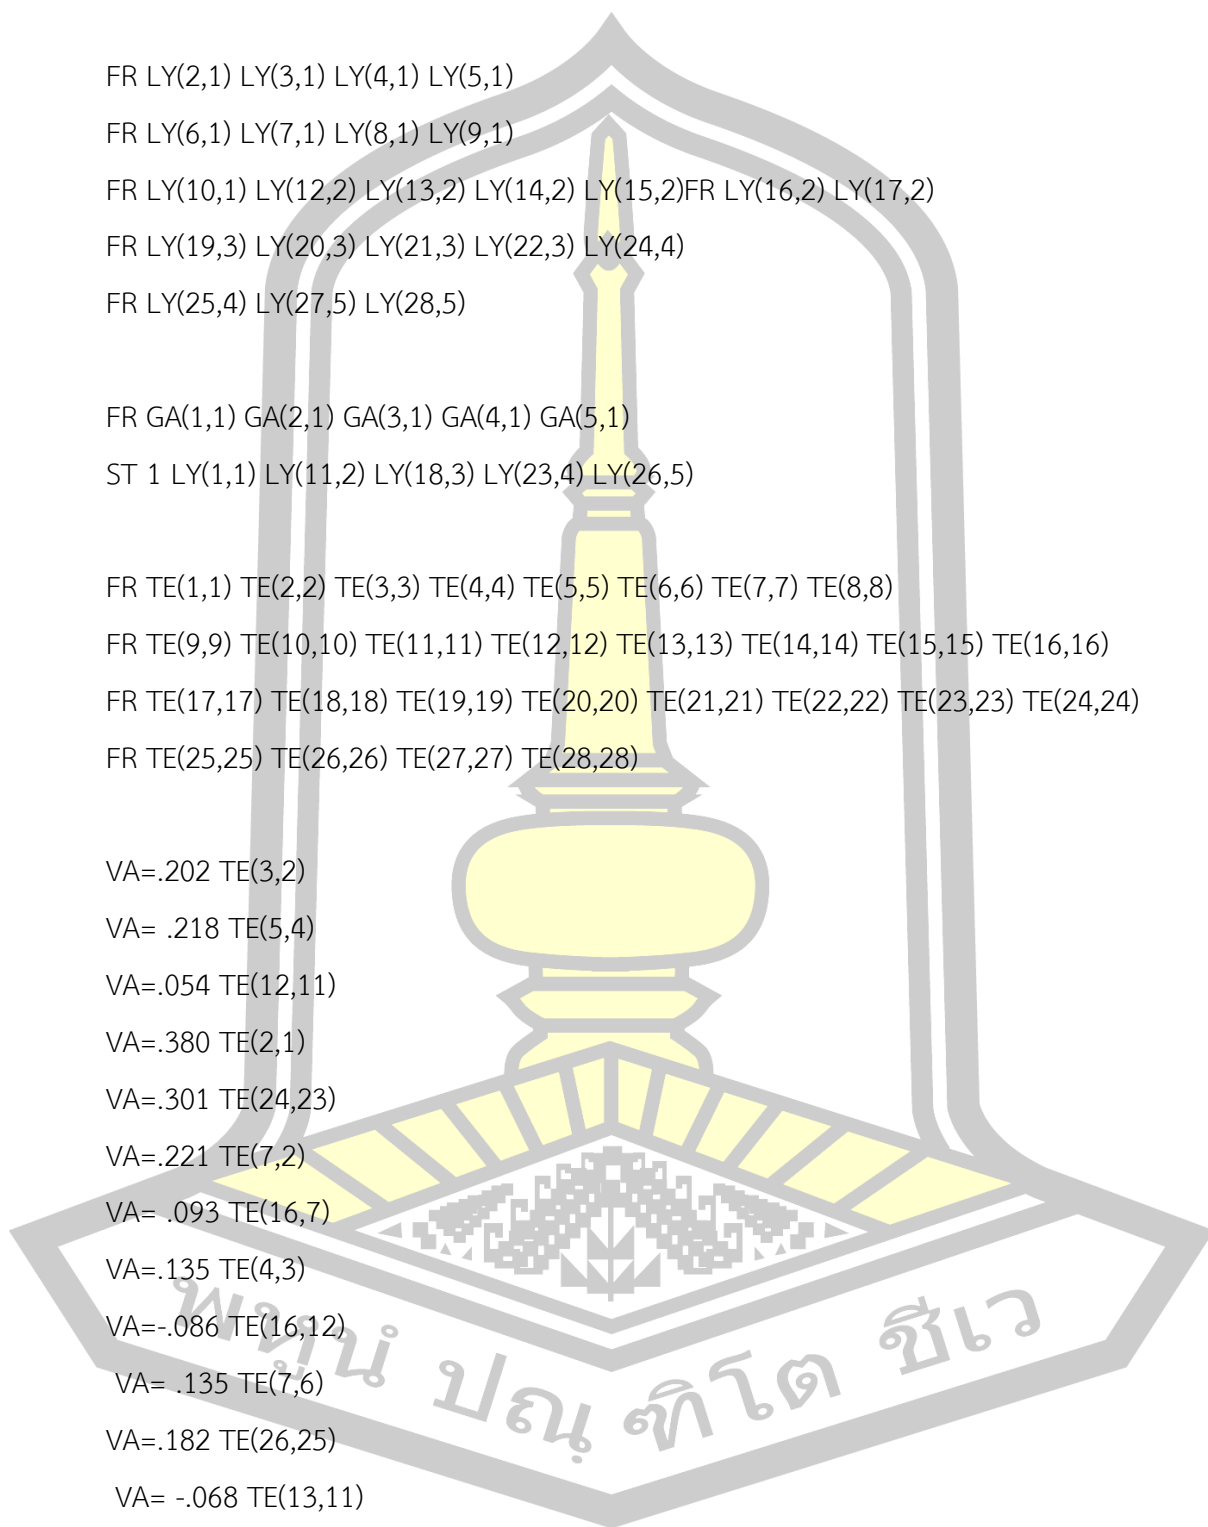 FR LY(2,1) LY(3,1) LY(4,1) LY(5,1)
FR LY(6,1) LY(7,1) LY(8,1) LY(9,1)
FR LY(10,1) LY(12,2) LY(13,2) LY(14,2) LY(15,2)FR LY(16,2) LY(17,2)
FR LY(19,3) LY(20,3) LY(21,3) LY(22,3) LY(24,4)
FR LY(25,4) LY(27,5) LY(28,5)
FR GA(1,1) GA(2,1) GA(3,1) GA(4,1) GA(5,1)
ST 1 LY(1,1) LY(11,2) LY(18,3) LY(23,4) LY(26,5)
FR TE(1,1) TE(2,2) TE(3,3) TE(4,4) TE(5,5) TE(6,6) TE(7,7) TE(8,8)
FR TE(9,9) TE(10,10) TE(11,11) TE(12,12) TE(13,13) TE(14,14) TE(15,15) TE(16,16)
FR TE(17,17) TE(18,18) TE(19,19) TE(20,20) TE(21,21) TE(22,22) TE(23,23) TE(24,24)
FR TE(25,25) TE(26,26) TE(27,27) TE(28,28)
VA=.202 TE(3,2)
VA= .218 TE(5,4)
VA=.054 TE(12,11)
VA=.380 TE(2,1)
VA=.301 TE(24,23)
VA=.221 TE(7,2)
VA= .093 TE(16,7)
VA=.135 TE(4,3)
VA=-.086 TE(16,12)
VA= .135 TE(7,6)
VA=.182 TE(26,25)
VA= -.068 TE(13,11)
พหูนํ ปณฺฑิโต ชีเว